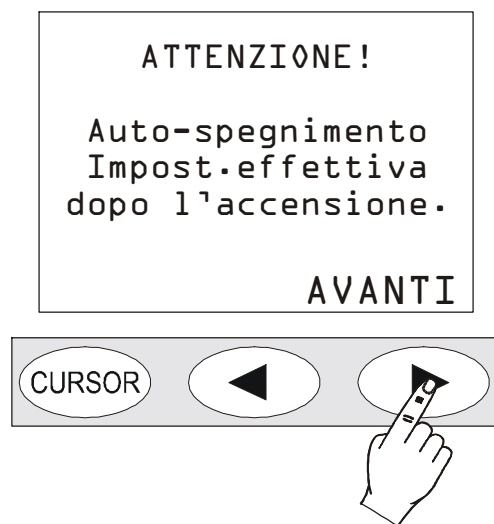 ATTENZIONE!
Auto-spegnimento
Impost.effettiva
dopo l'accensione.
AVANTI
CURSOR